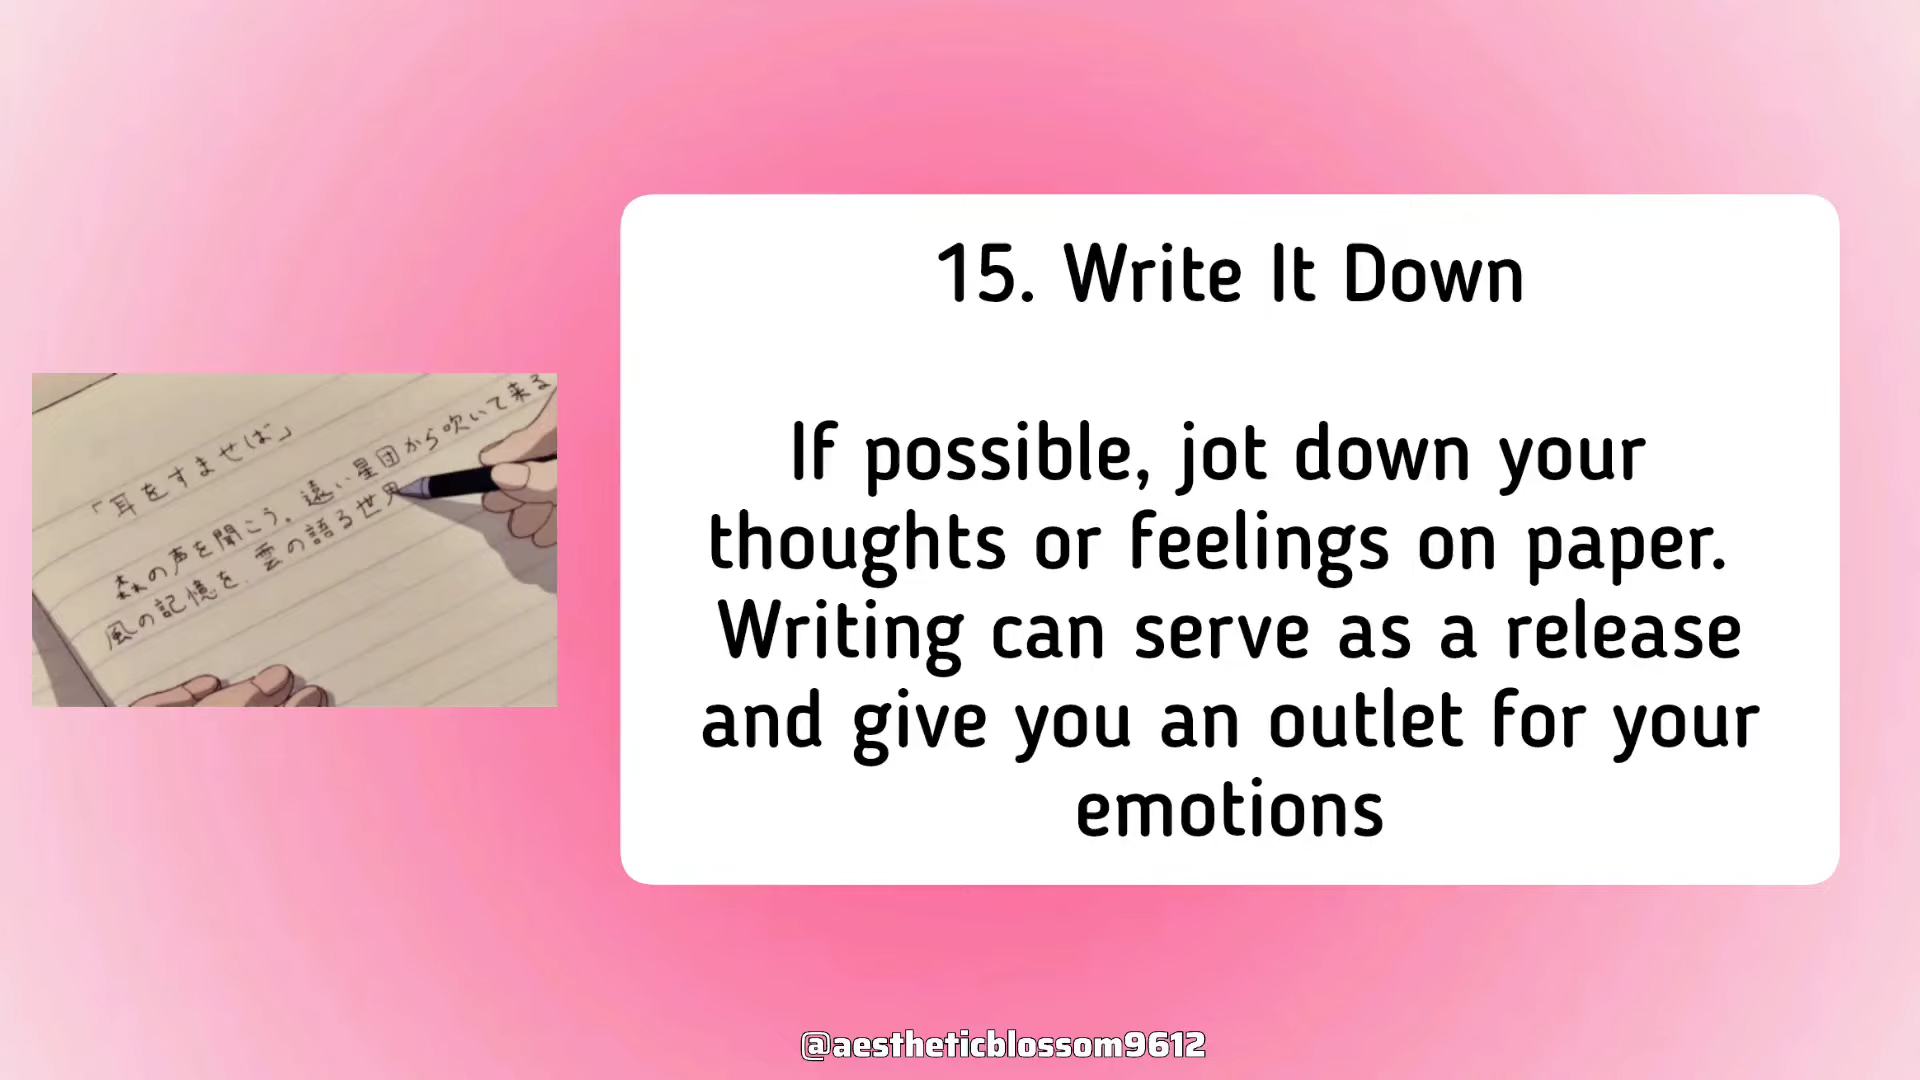 「耳をすませば」
森の声を聞こう。遠い星団から吹いて来る
風の記憶を、雲の語る世界
15. Write It Down
If possible, jot down your
thoughts or feelings on paper.
Writing can serve as a release
and give you an outlet for your
emotions
@aestheticblossom9612